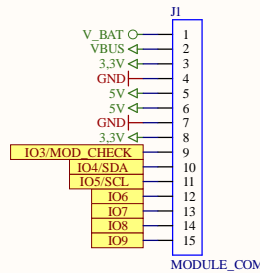 J1
V_BAT 1
VBUS 2
3,3V 3
GND 4
5V 5
5V 6
GND 7
3,3V 8
IO3/MOD_CHECK 9
IO4/SDA 10
IO5/SCL 11
IO6 12
IO7 13
IO8 14
IO9 15
MODULE_COM